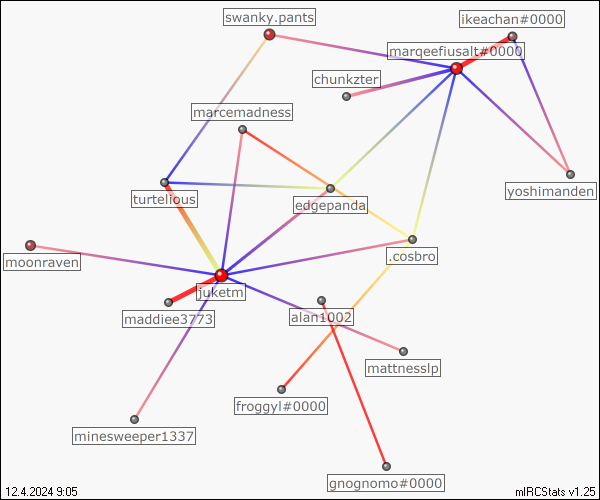 swanky.pants
ikeachan#0000
marqeefiusalt#0000
chunkzter
marcemadness
yoshimanden
turtelious
edgepanda
.cosbro
moonraven
juketm
maddiee3773
alan1002
mattnesslp
froggyl#0000
minesweeper1337
gnognomo#0000
12.4.2024 9:05
mIRCStats v1.25